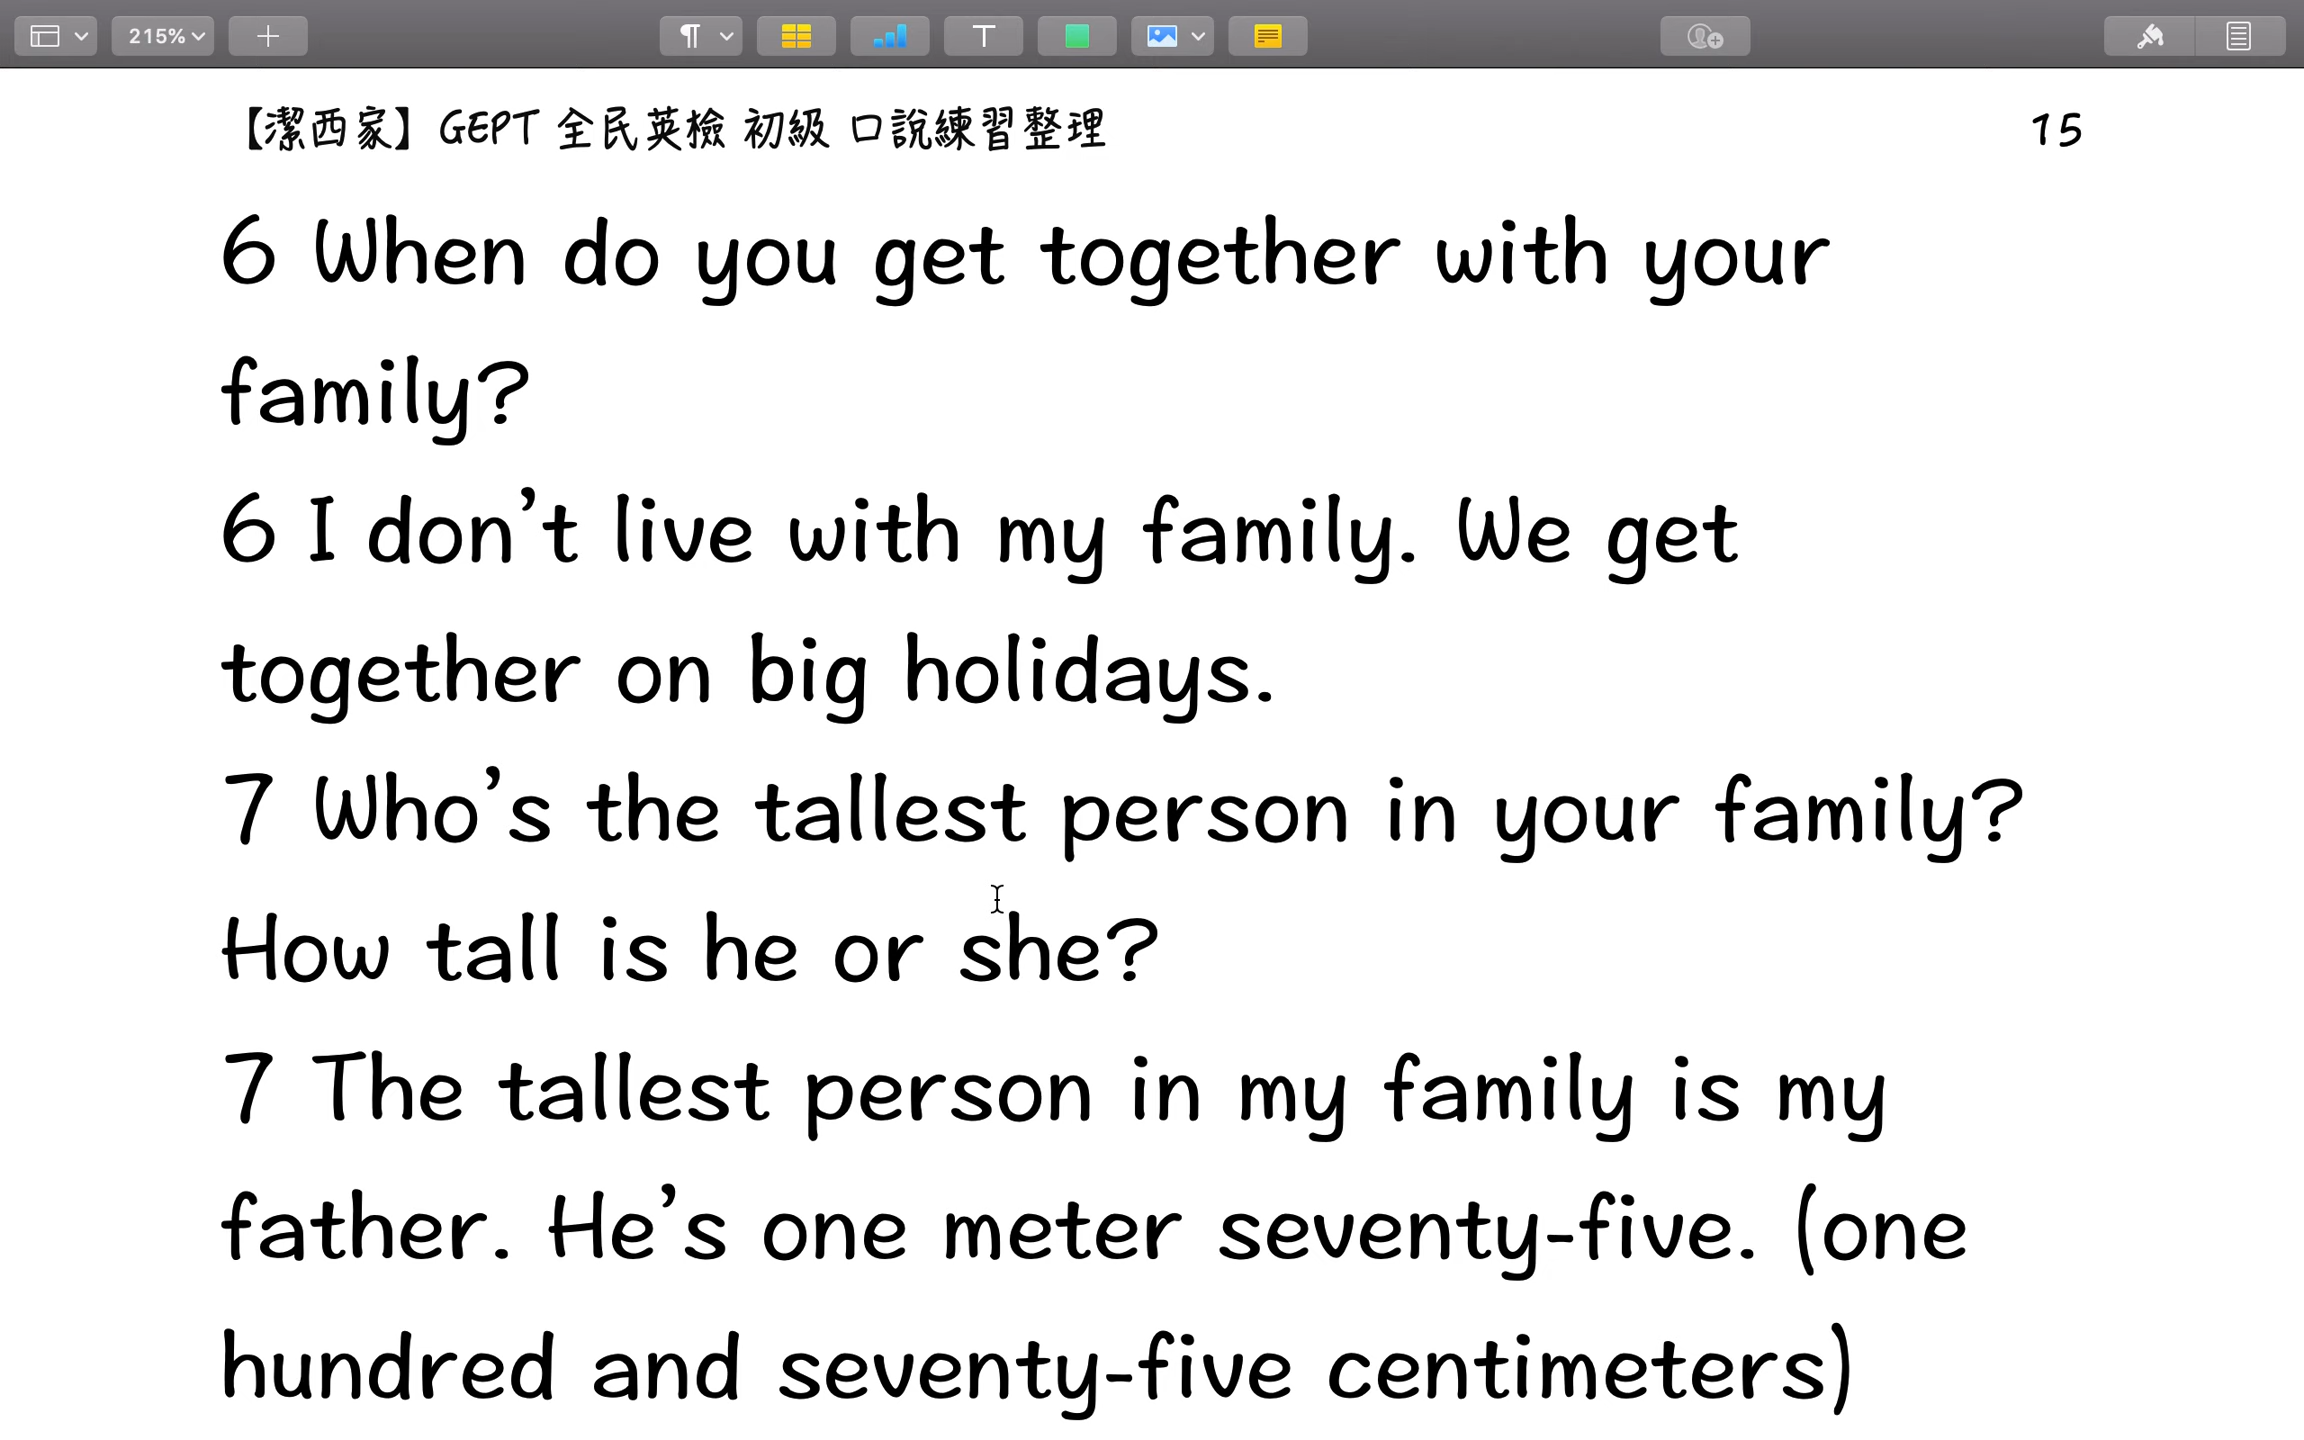 215%
【潔西家】GEPT 全民英檢 初級 口說練習整理 15
6 When do you get together with your
family?
6 I don’t live with my family. We get
together on big holidays.
7 Who’s the tallest person in your family?
How tall is he or she?
7 The tallest person in my family is my
father. He’s one meter seventy-five. (one
hundred and seventy-five centimeters)